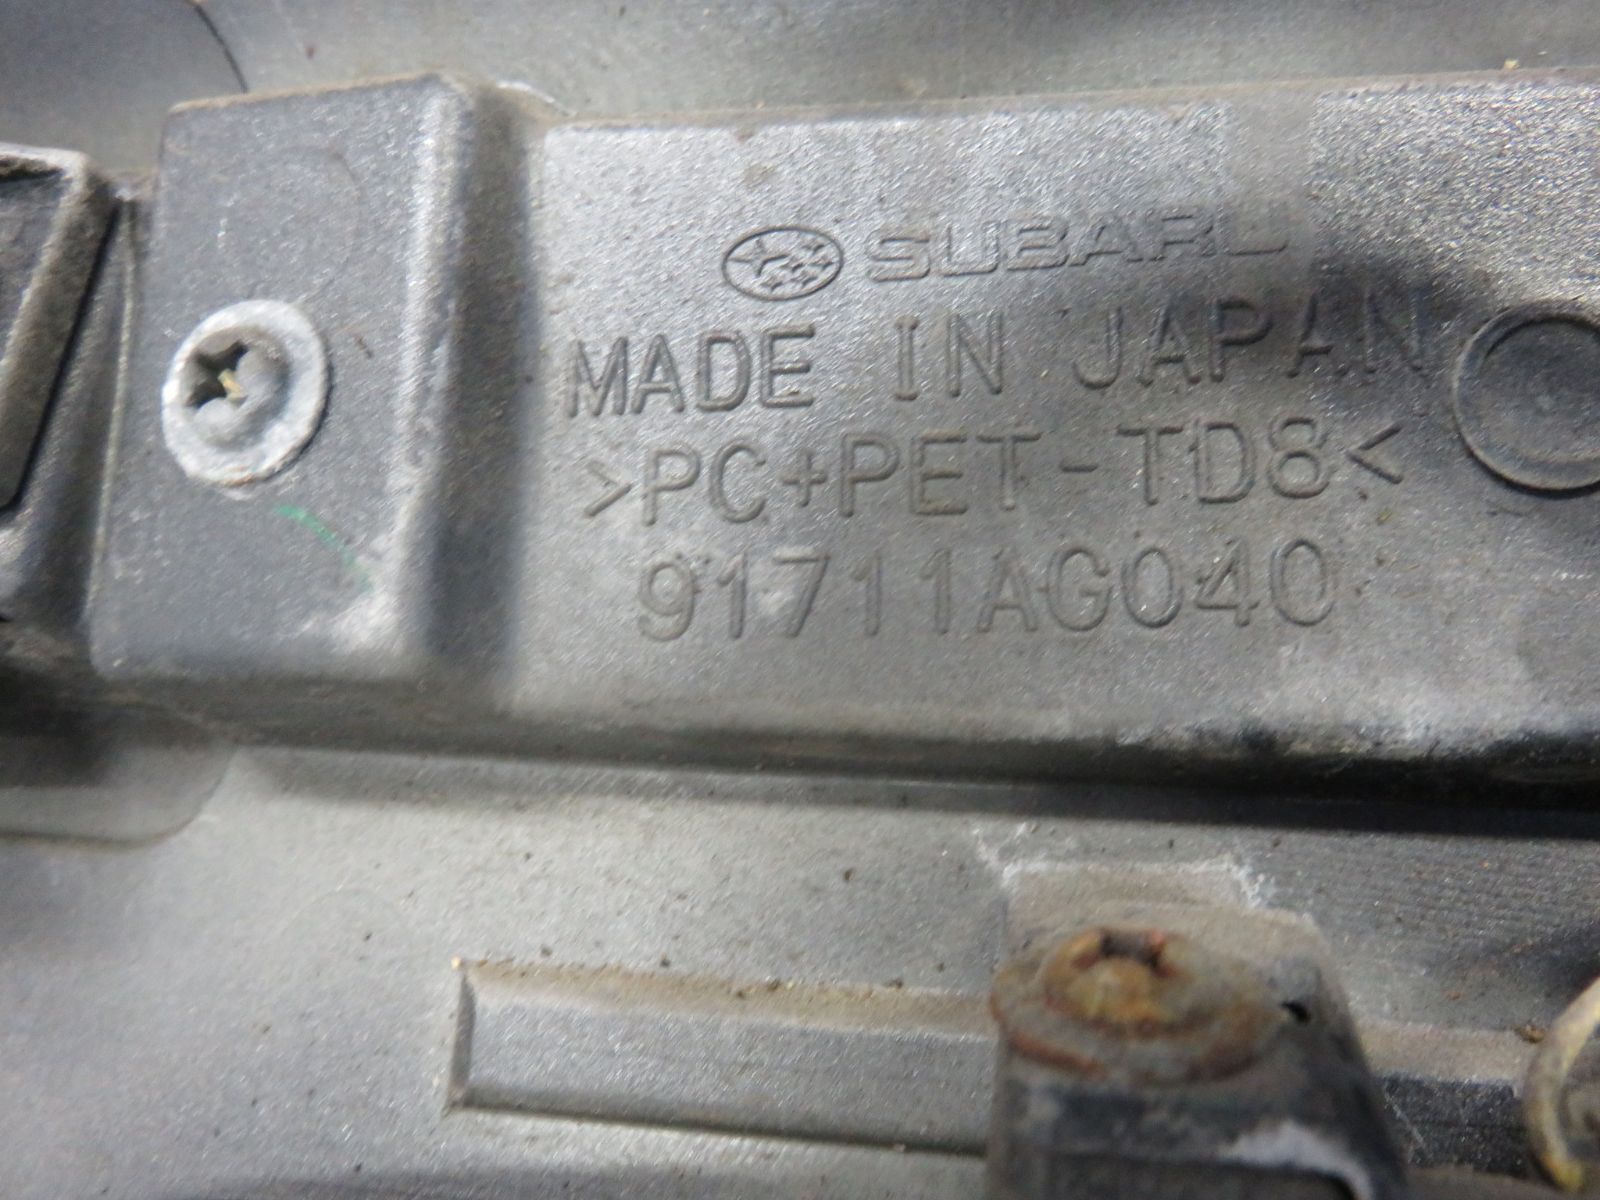 SUBARU
MADE IN JAPAN
>PC+PET-TD8<
91711AG040